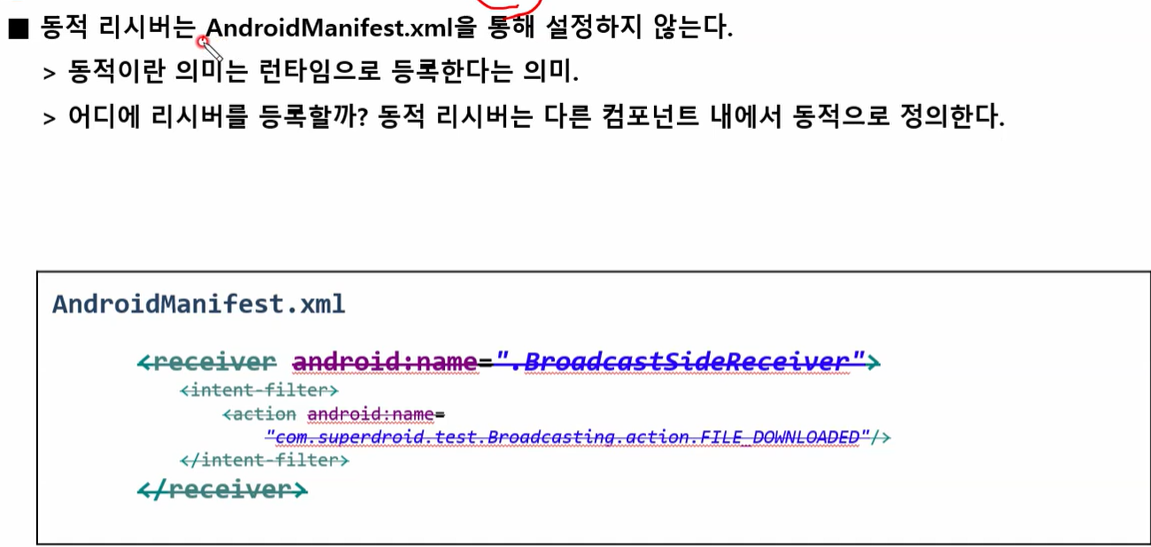 ■ 동적 리시버는 AndroidManifest.xml을 통해 설정하지 않는다.
> 동적이란 의미는 런타임으로 등록한다는 의미.
> 어디에 리시버를 등록할까? 동적 리시버는 다른 컴포넌트 내에서 동적으로 정의한다.
AndroidManifest.xml
<receiver android:name=".BroadcastSideReceiver">
<intent-filter>
<action android:name=
"com.superdroid.test.Broadcasting.action.FILE_DOWNLOADED"/>
</intent-filter>
</receiver>